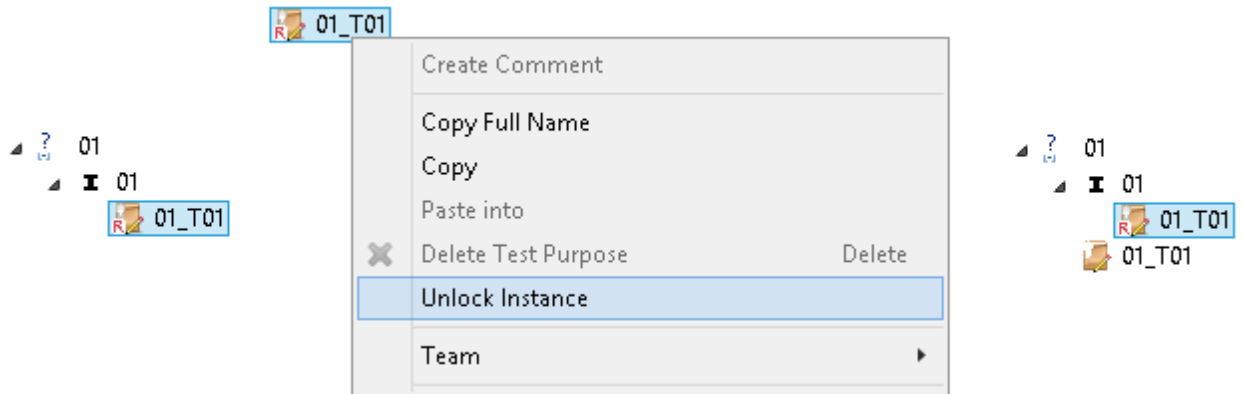 01_T01
Create Comment
Copy Full Name
Copy
Paste into
Delete Test Purpose Delete
Unlock Instance
Team
? 01
I 01
R 01_T01
? 01
I 01
R 01_T01
01_T01